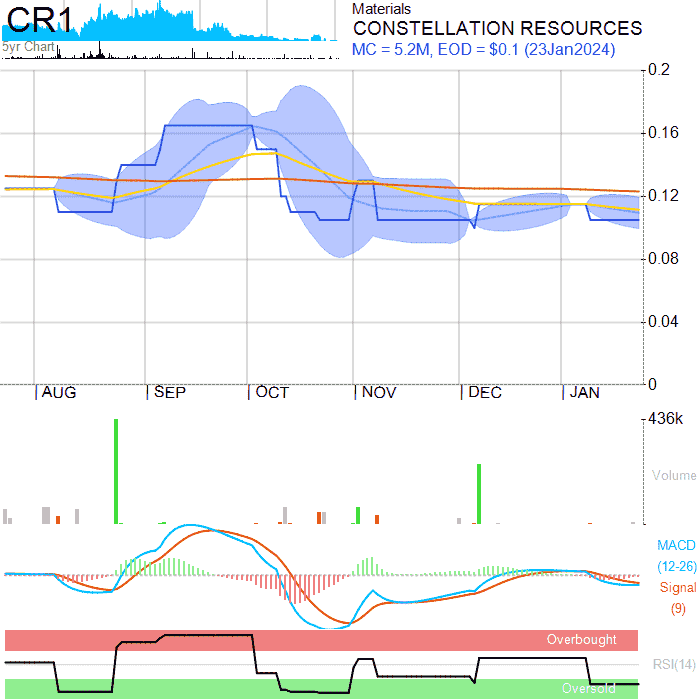 CR1
5yr Chart
Materials
CONSTELLATION RESOURCES
MC = 5.2M, EOD = $0.1 (23Jan2024)
0.2
0.16
0.12
0.08
0.04
0
AUG SEP OCT NOV DEC JAN
436k
Volume
MACD
(12-26)
Signal
(9)
Overbought
RSI(14)
Oversold